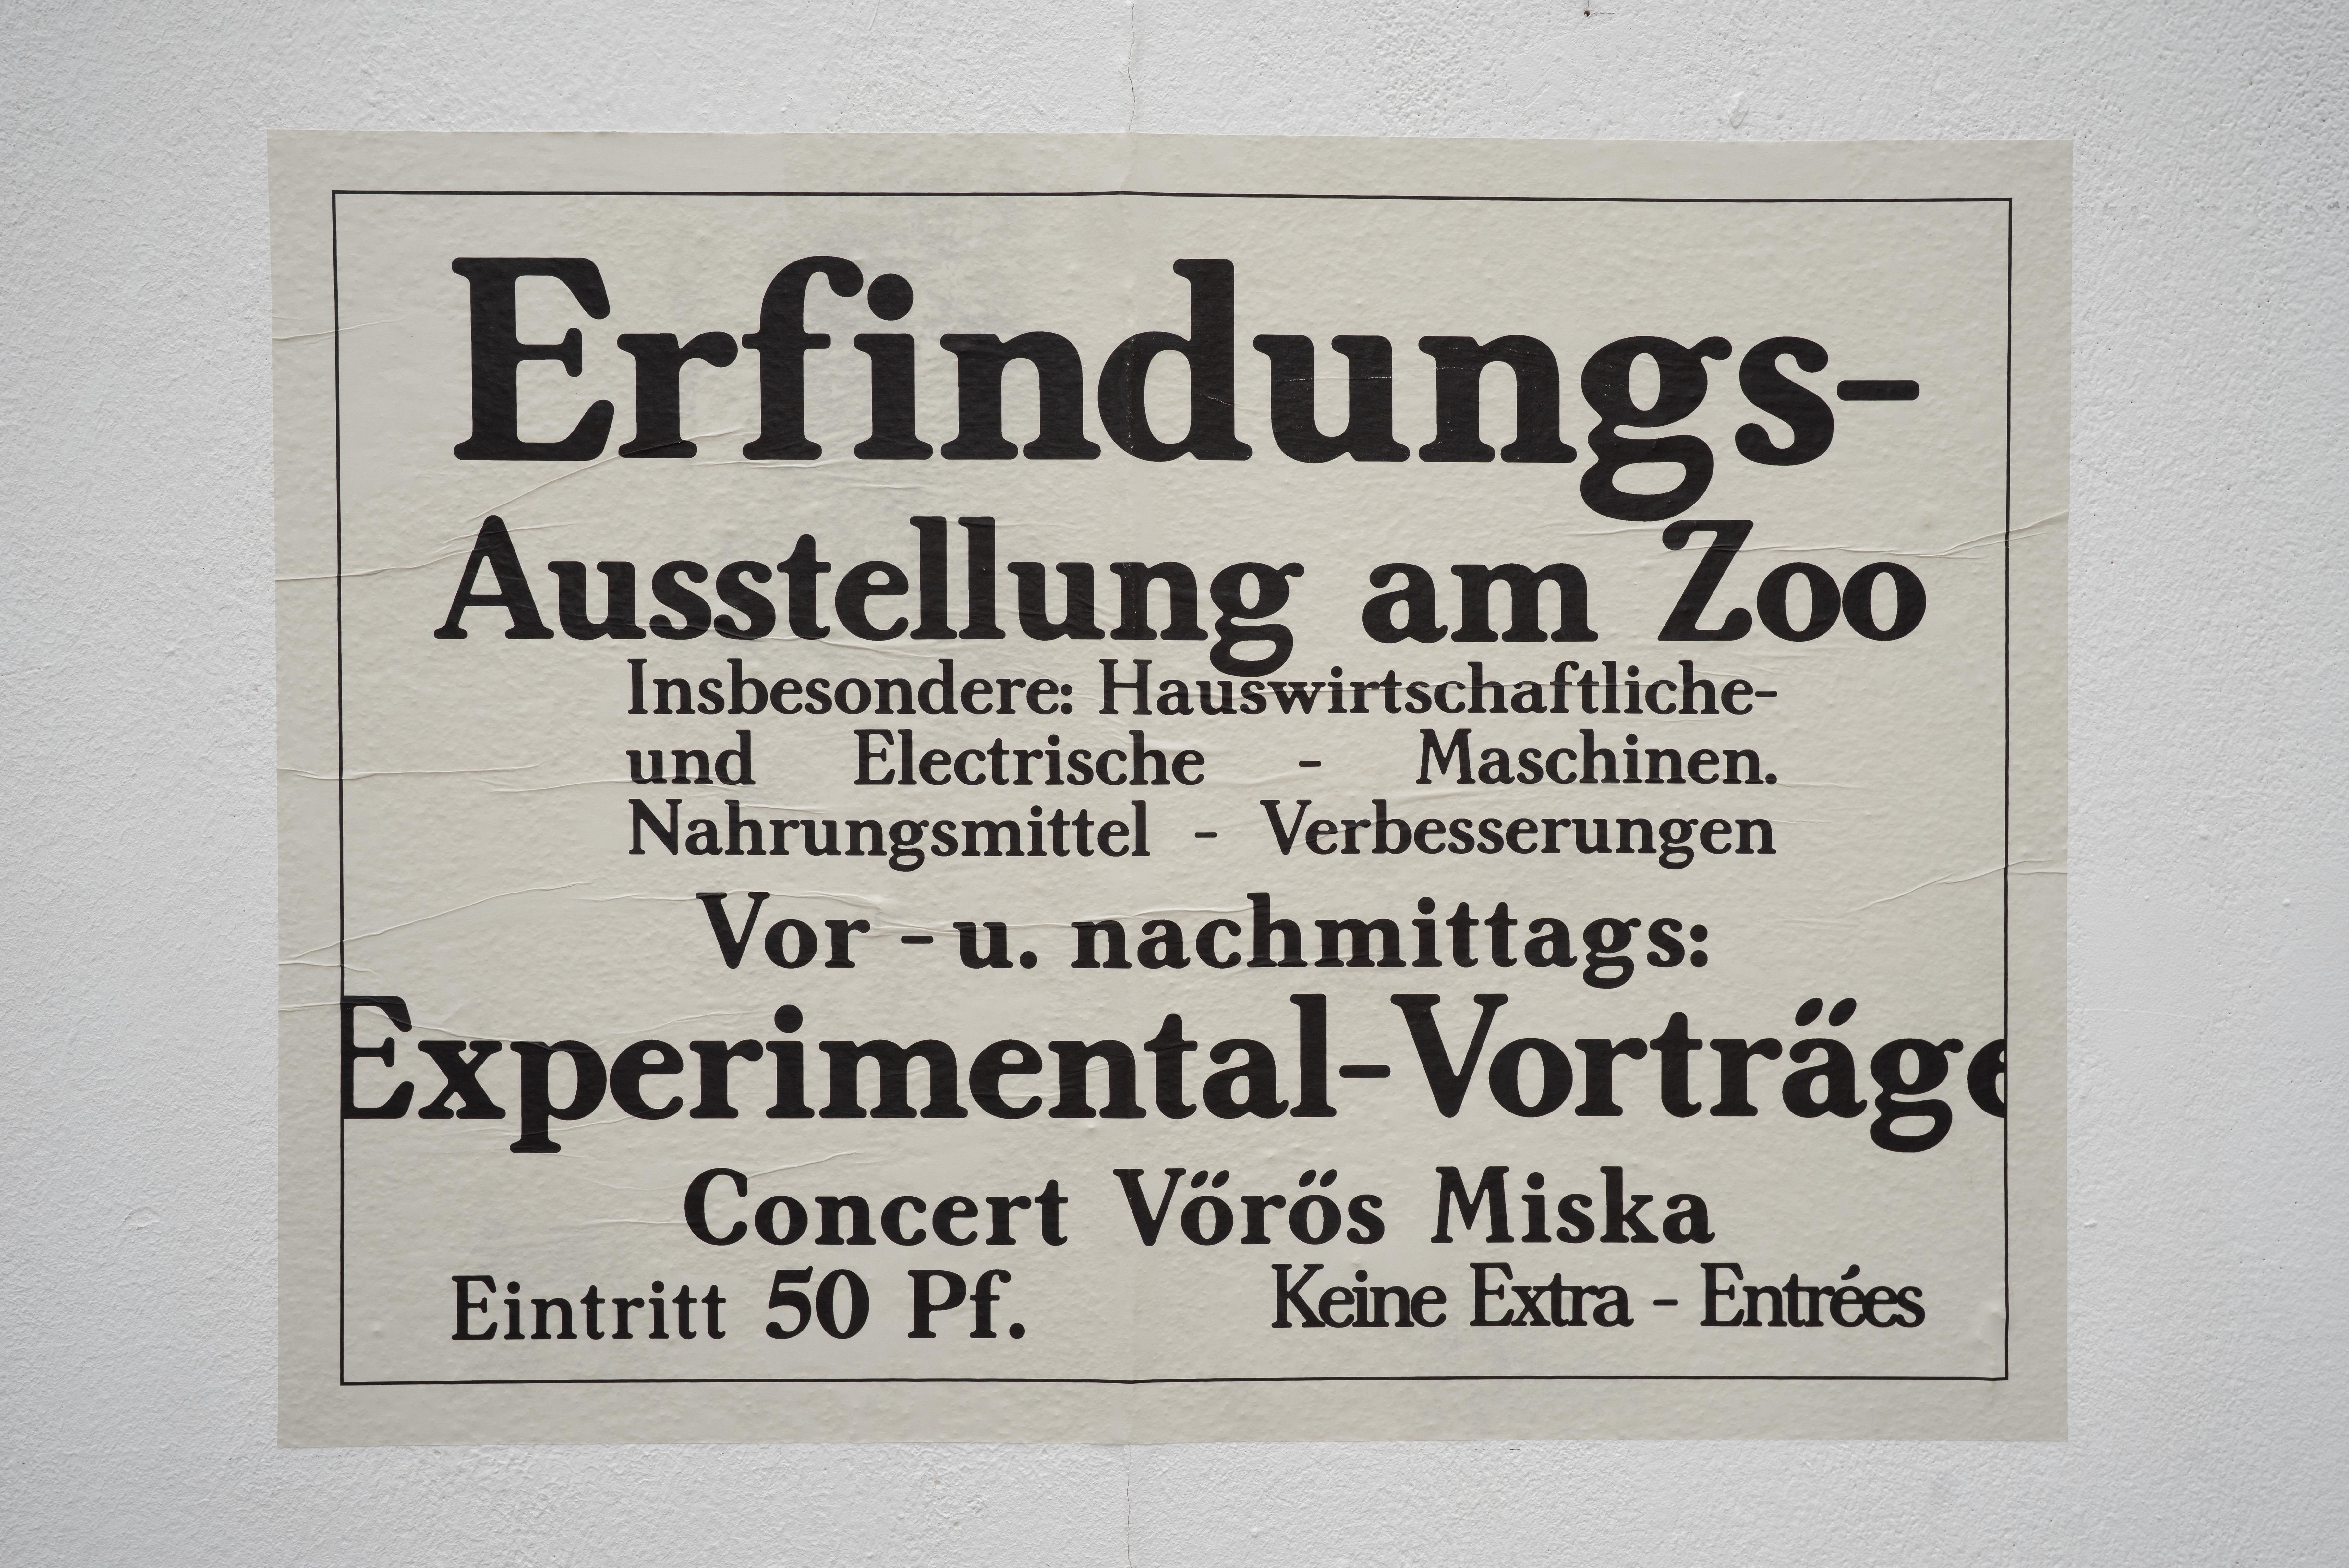 Erfindungs-
Ausstellung am Zoo
Insbesondere: Hauswirtschaftliche-
und Electrische - Maschinen.
Nahrungsmittel - Verbesserungen
Vor - u. nachmittags:
Experimental-Vorträge
Concert Vörös Miska
Eintritt 50 Pf. Keine Extra - Entrées